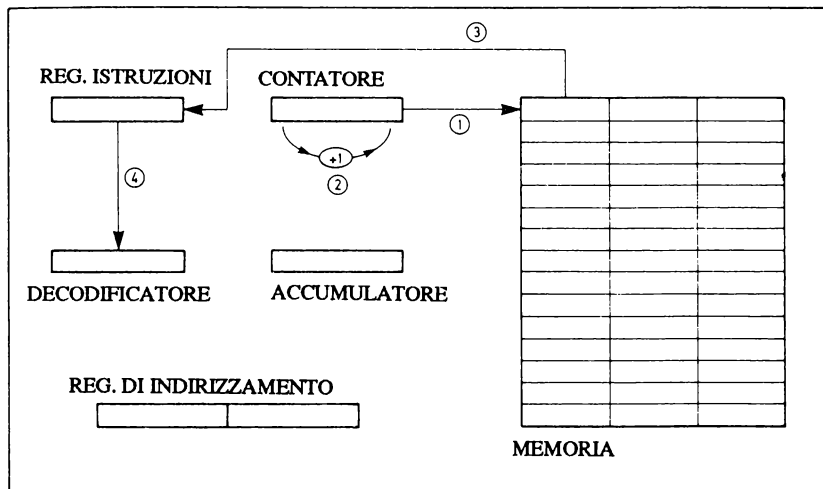 ③
REG. ISTRUZIONI
CONTATORE
①
+1
②
④
DECODIFICATORE
ACCUMULATORE
REG. DI INDIRIZZAMENTO
MEMORIA